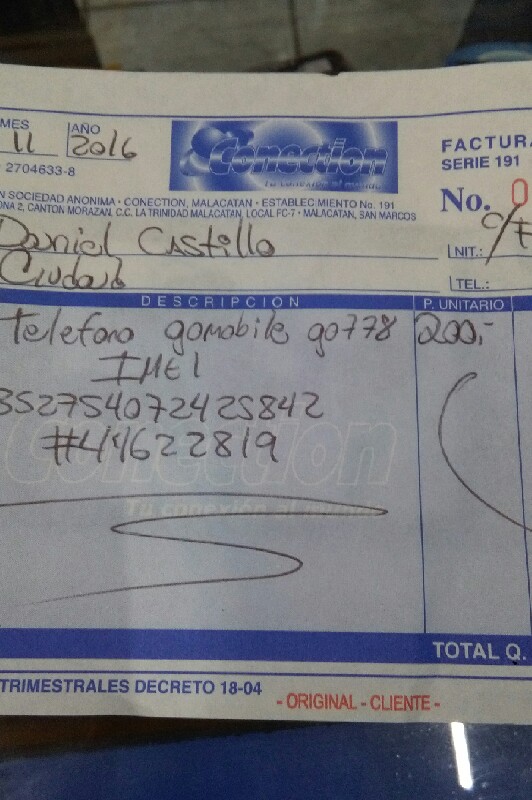 MES AÑO
11 2016
Conection
Tu conexión al mundo
FACTURA
SERIE 191
2704633-8
No. 0
N SOCIEDAD ANONIMA • CONECTION, MALACATAN • ESTABLECIMIENTO No. 191
ONA 2, CANTON MORAZAN, C.C. LA TRINIDAD MALACATAN, LOCAL FC-7 • MALACATAN, SAN MARCOS
Daniel Castillo
NIT.: C/F
Ciudad
TEL.:
DESCRIPCION P. UNITARIO
Telefono gomobile go778 200,-
IMEI
352754072425842
#44622819
Conection
Tu conexión al mundo
TOTAL Q.
TRIMESTRALES DECRETO 18-04
- ORIGINAL - CLIENTE -